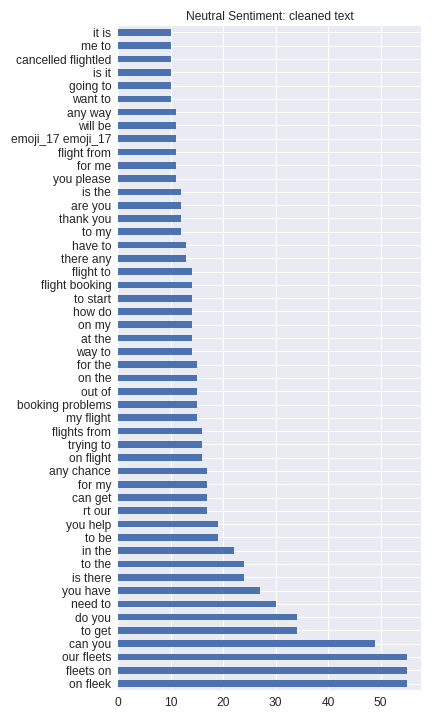 Neutral Sentiment: cleaned text
it is
me to
cancelled flightled
is it
going to
want to
any way
will be
emoji_17 emoji_17
flight from
for me
you please
is the
are you
thank you
to my
have to
there any
flight to
flight booking
to start
how do
on my
at the
way to
for the
on the
out of
booking problems
my flight
flights from
trying to
on flight
any chance
for my
can get
rt our
you help
to be
in the
to the
is there
you have
need to
do you
to get
can you
our fleets
fleets on
on fleek
0 10 20 30 40 50